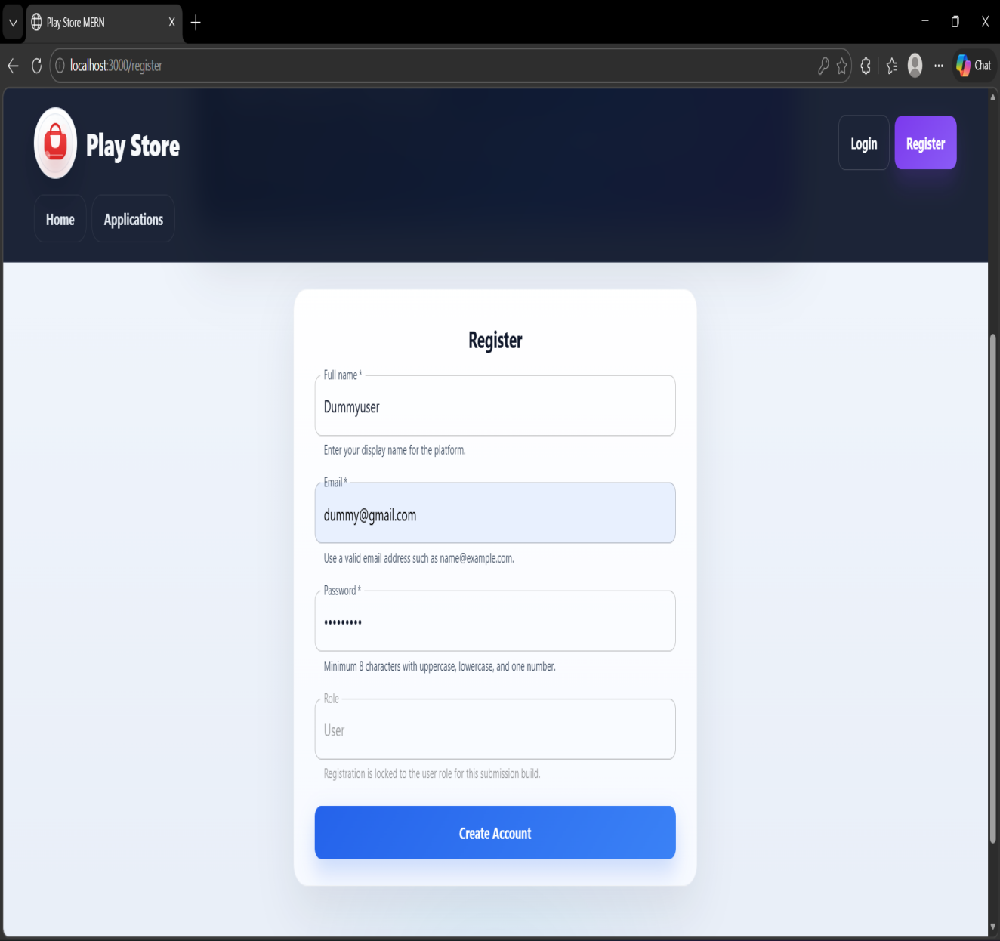 Play Store MERN
localhost:3000/register
Chat
Play Store
Login
Register
Home
Applications
Register
Full name *
Dummyuser
Enter your display name for the platform.
Email *
dummy@gmail.com
Use a valid email address such as name@example.com.
Password *
•••••••••
Minimum 8 characters with uppercase, lowercase, and one number.
Role
User
Registration is locked to the user role for this submission build.
Create Account